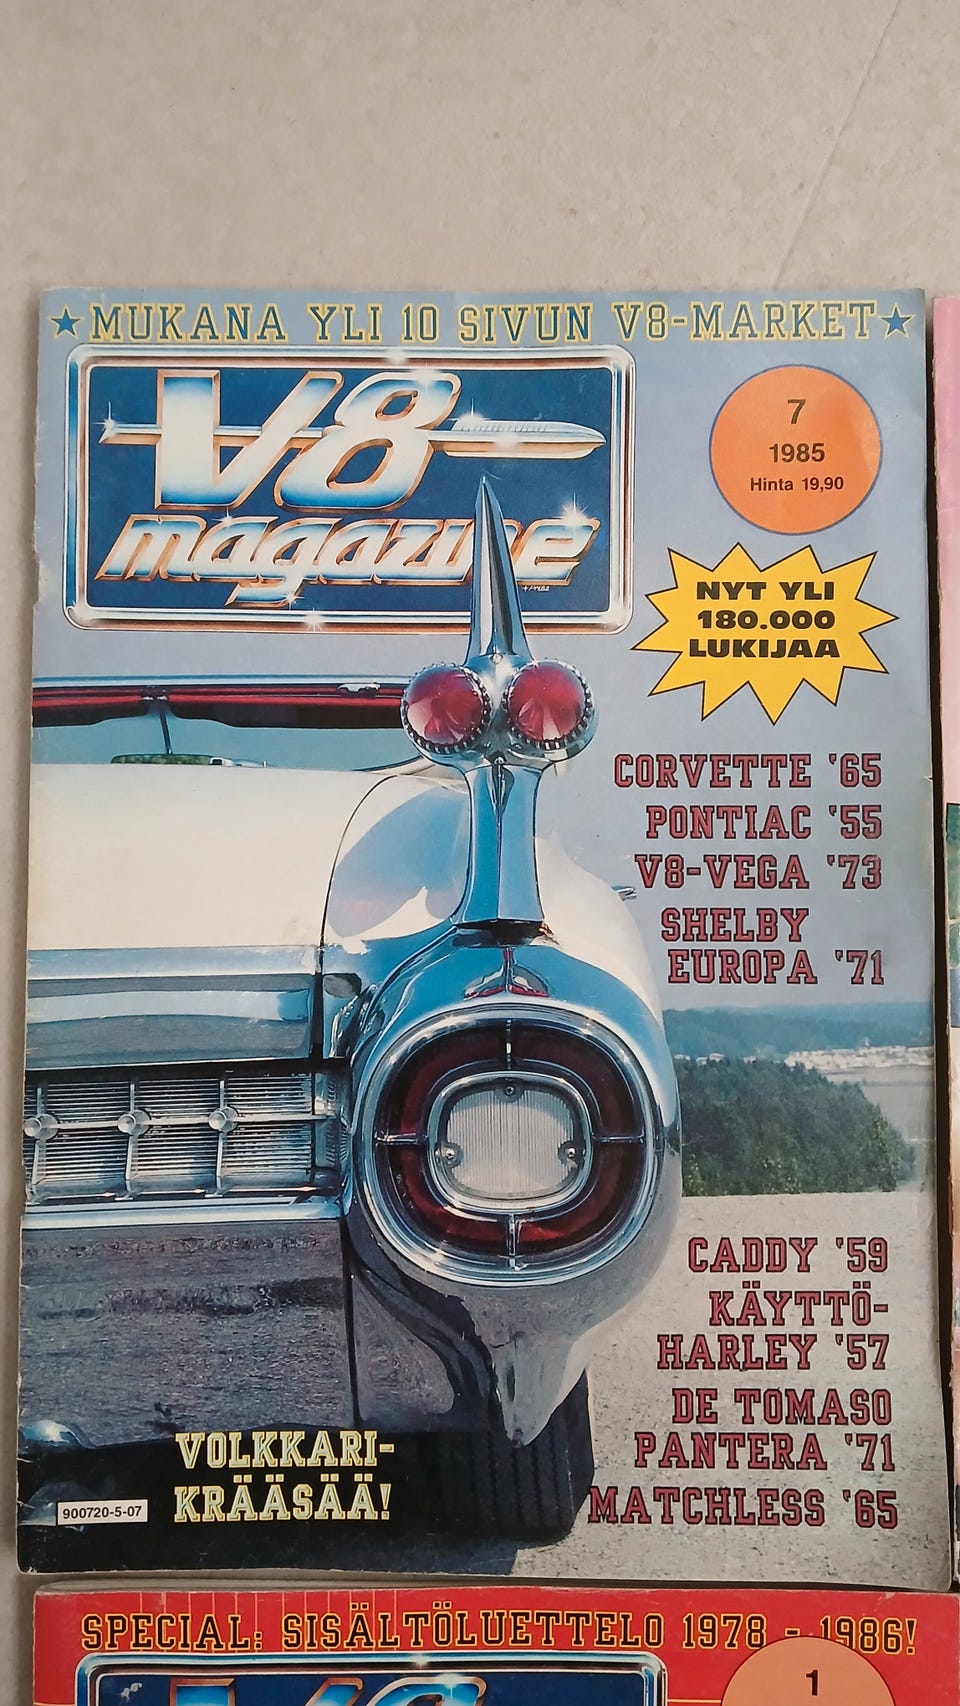 ★MUKANA YLI 10 SIVUN V8-MARKET★
V8
magazine
7
1985
Hinta 19,90
NYT YLI
180.000
LUKIJAA
CORVETTE '65
PONTIAC '55
V8-VEGA '73
SHELBY
EUROPA '71
CADDY '59
KÄYTTÖ-
HARLEY '57
DE TOMASO
PANTERA '71
MATCHLESS '65
VOLKKARI-
KRÄÄSÄÄ!
900720-5-07
SPECIAL: SISÄLTÖLUETTELO 1978 - 1986!
V8
1